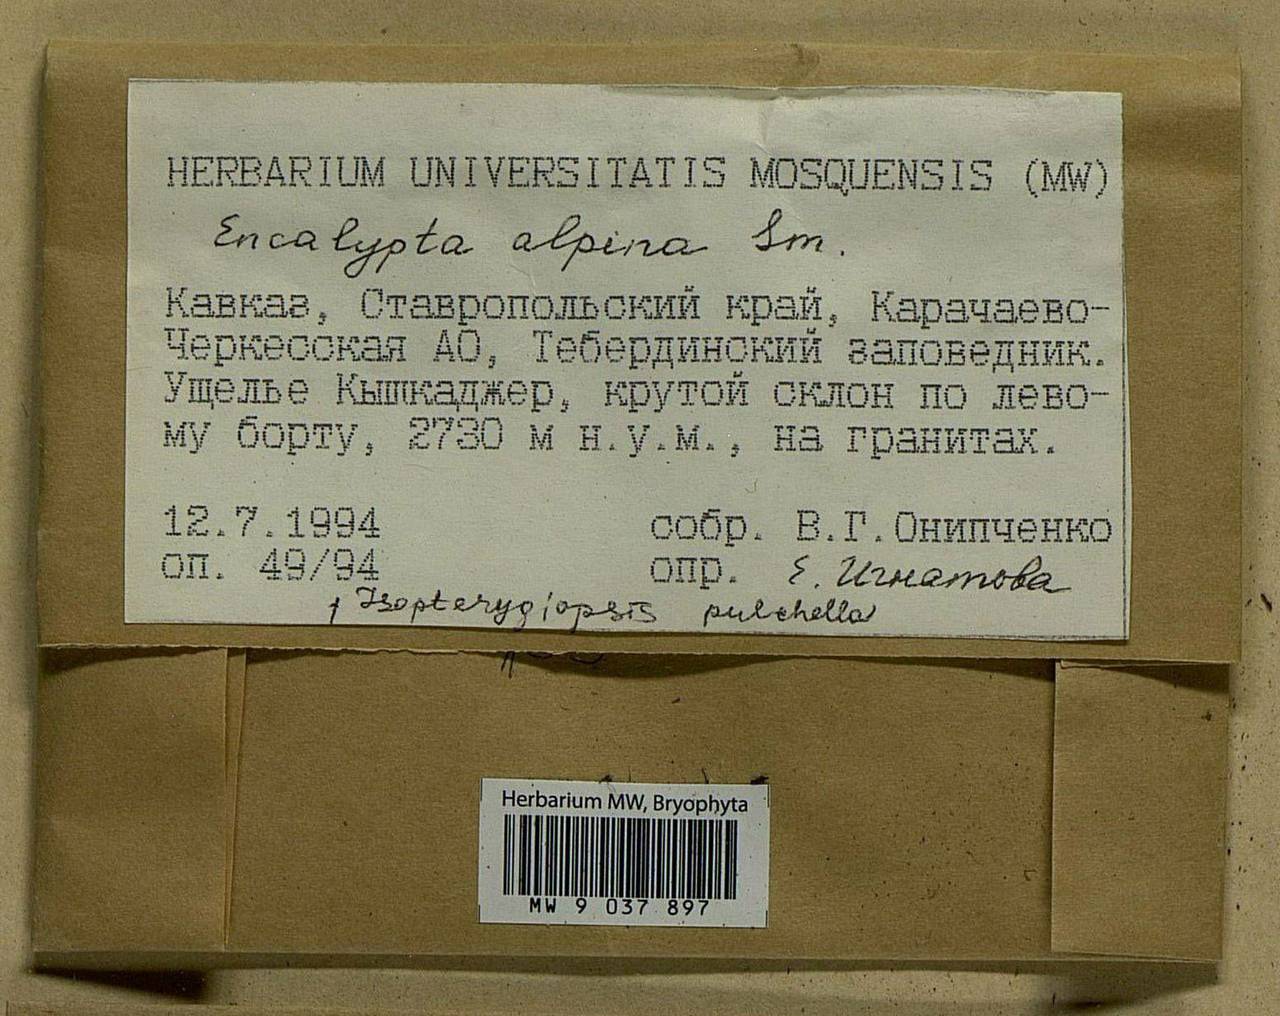 HERBARIUM UNIVERSITATIS MOSQUENSIS (MW)
Encalypta alpina Sm.
Кавказ, Ставропольский край, Карачаево-
Черкесская АО, Тебердинский заповедник.
Ущелье Кышкаджер, крутой склон по лево-
му борту, 2730 м н.у.м., на гранитах.
12.7.1994 собр. В.Г.Онипченко
оп. 49/94 опр. Е. Игнатова
Isopterygiopsis pulchella
Herbarium MW, Bryophyta
MW 9 037 897